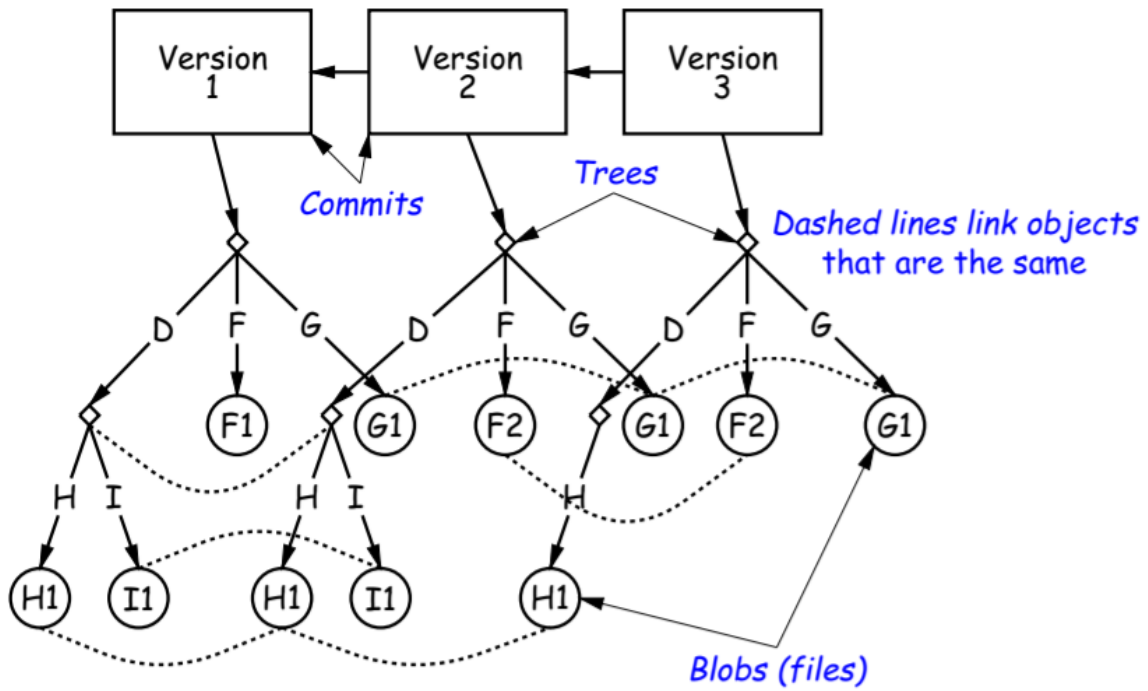 Version
1
Version
2
Version
3
Commits
Trees
Dashed lines link objects
that are the same
D
F
G
D
F
G
D
F
G
F1
G1
F2
G1
F2
G1
H
I
H
I
H
H1
I1
H1
I1
H1
Blobs (files)